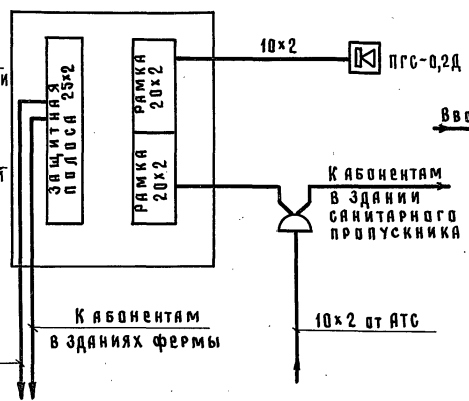 ЗАЩИТНАЯ
ПОЛОСА 25×2
РАМКА
20×2
РАМКА
20×2
10×2
ПГС-0,2Д
К АБОНЕНТАМ
В ЗДАНИИ
САНИТАРНОГО
ПРОПУСКНИКА
К АБОНЕНТАМ
В ЗДАНИЯХ ФЕРМЫ
10×2 от АТС